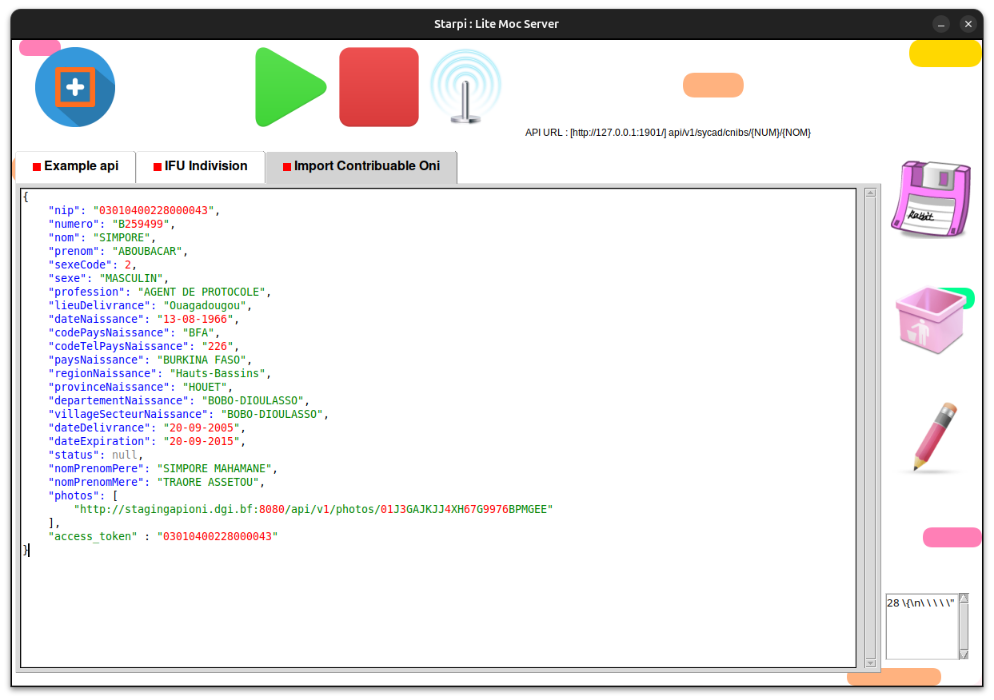 Starpi : Lite Moc Server
API URL : [http://127.0.0.1:1901/] api/v1/sycad/cnibs/{NUM}/{NOM}
Example api
IFU Indivision
Import Contribuable Oni
{
"nip": "03010400228000043",
"numero": "B259499",
"nom": "SIMPORE",
"prenom": "ABOUBACAR",
"sexeCode": 2,
"sexe": "MASCULIN",
"profession": "AGENT DE PROTOCOLE",
"lieuDelivrance": "Ouagadougou",
"dateNaissance": "13-08-1966",
"codePaysNaissance": "BFA",
"codeTelPaysNaissance": "226",
"paysNaissance": "BURKINA FASO",
"regionNaissance": "Hauts-Bassins",
"provinceNaissance": "HOUET",
"departementNaissance": "BOBO-DIOULASSO",
"villageSecteurNaissance": "BOBO-DIOULASSO",
"dateDelivrance": "20-09-2005",
"dateExpiration": "20-09-2015",
"status": null,
"nomPrenomPere": "SIMPORE MAHAMANE",
"nomPrenomMere": "TRAORE ASSETOU",
"photos": [
"http://stagingapioni.dgi.bf:8080/api/v1/photos/01J3GAJKJJ4XH67G9976BPMGEE"
],
"access_token" : "03010400228000043"
}
Rabbit
28 \{\n\ \ \ \ \"